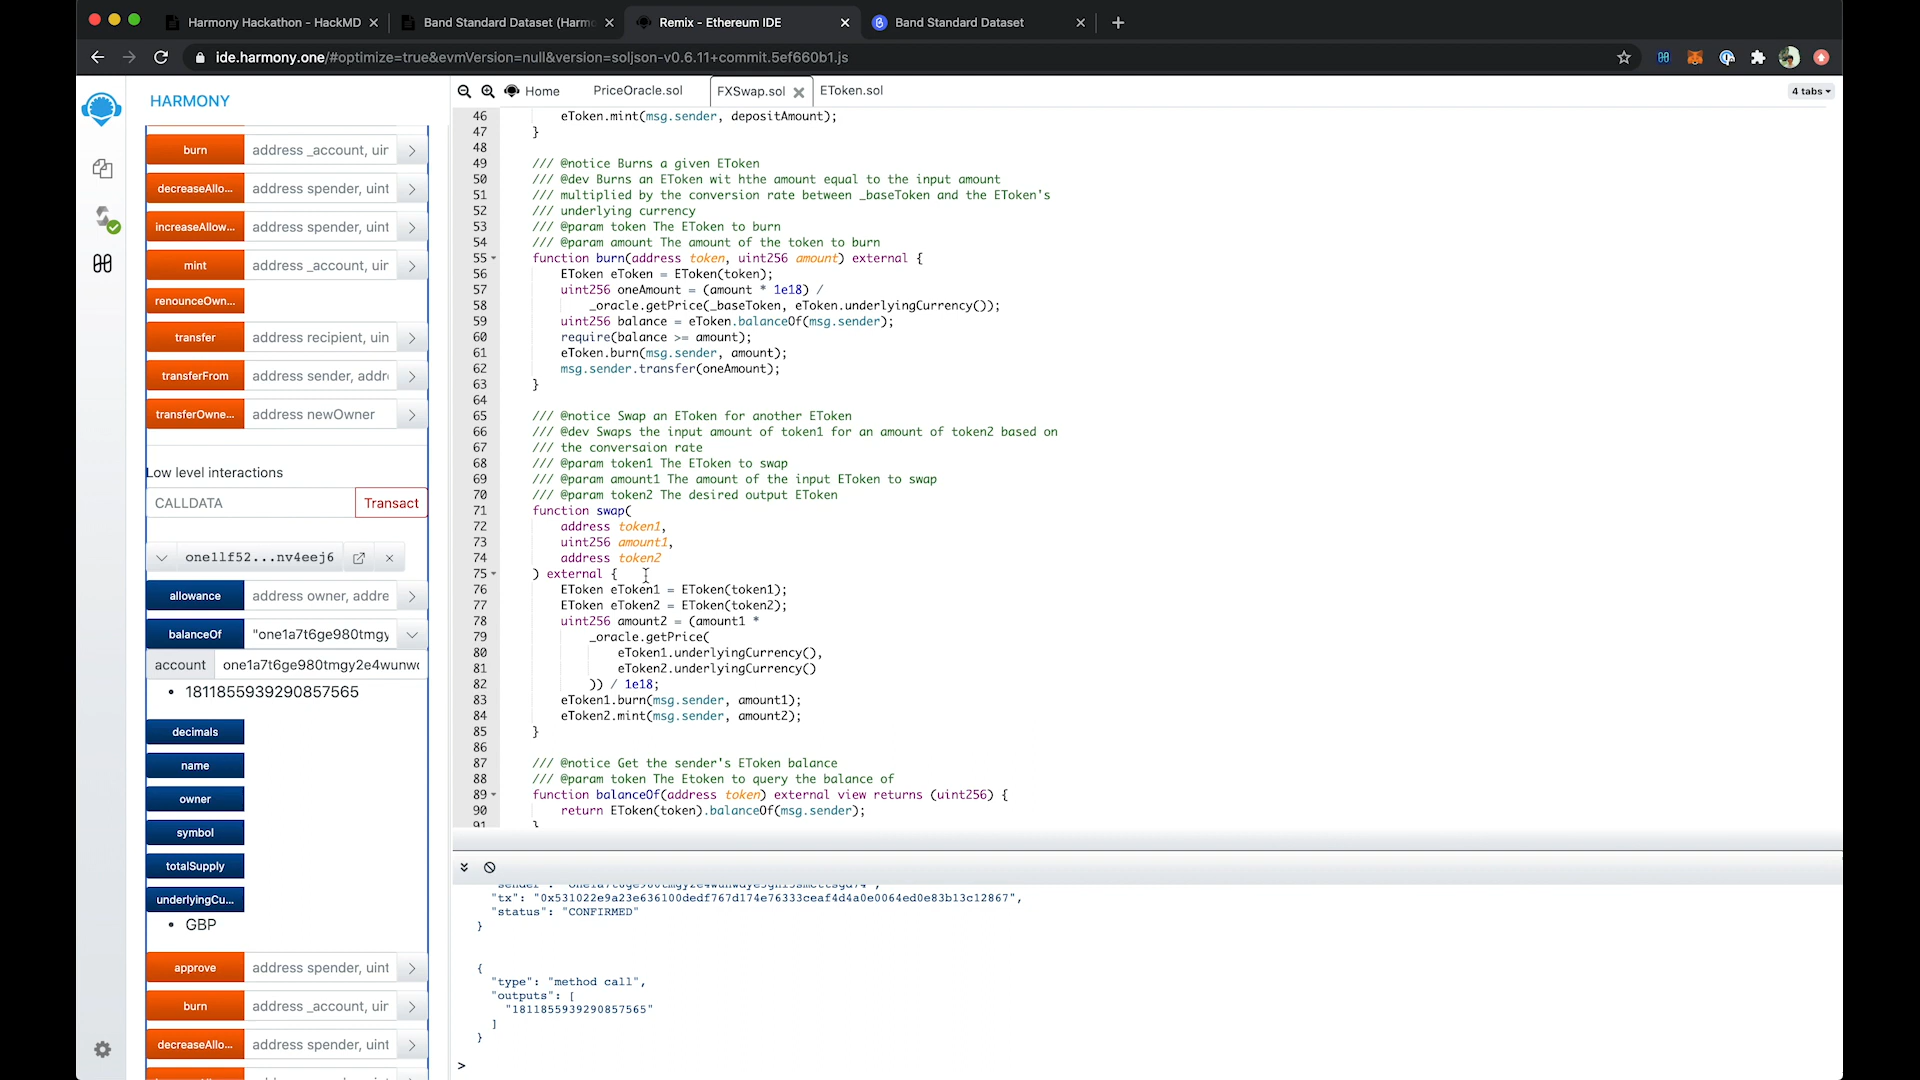 Harmony Hackathon - HackMD
Band Standard Dataset (Harmo
Remix - Ethereum IDE
Band Standard Dataset
ide.harmony.one/#optimize=true&evmVersion=null&version=soljson-v0.6.11+commit.5ef660b1.js
HARMONY
burn address _account, uir
decreaseAllo... address spender, uint
increaseAllow... address spender, uint
mint address _account, uir
renounceOwn...
transfer address recipient, uin
transferFrom address sender, addre
transferOwne... address newOwner
Low level interactions
CALLDATA Transact
one1lf52...nv4eej6
allowance address owner, addre
balanceOf "one1a7t6ge980tmgy
account one1a7t6ge980tmgy2e4wunwc
• 1811855939290857565
decimals
name
owner
symbol
totalSupply
underlyingCu...
• GBP
approve address spender, uint
burn address _account, uir
decreaseAllo... address spender, uint
Home PriceOracle.sol FXSwap.sol EToken.sol 4 tabs
46 eToken.mint(msg.sender, depositAmount);
47 }
48
49 /// @notice Burns a given EToken
50 /// @dev Burns an EToken wit hthe amount equal to the input amount
51 /// multiplied by the conversion rate between _baseToken and the EToken's
52 /// underlying currency
53 /// @param token The EToken to burn
54 /// @param amount The amount of the token to burn
55 function burn(address token, uint256 amount) external {
56 EToken eToken = EToken(token);
57 uint256 oneAmount = (amount * 1e18) /
58 _oracle.getPrice(_baseToken, eToken.underlyingCurrency());
59 uint256 balance = eToken.balanceOf(msg.sender);
60 require(balance >= amount);
61 eToken.burn(msg.sender, amount);
62 msg.sender.transfer(oneAmount);
63 }
64
65 /// @notice Swap an EToken for another EToken
66 /// @dev Swaps the input amount of token1 for an amount of token2 based on
67 /// the conversaion rate
68 /// @param token1 The EToken to swap
69 /// @param amount1 The amount of the input EToken to swap
70 /// @param token2 The desired output EToken
71 function swap(
72 address token1,
73 uint256 amount1,
74 address token2
75 ) external {
76 EToken eToken1 = EToken(token1);
77 EToken eToken2 = EToken(token2);
78 uint256 amount2 = (amount1 *
79 _oracle.getPrice(
80 eToken1.underlyingCurrency(),
81 eToken2.underlyingCurrency()
82 )) / 1e18;
83 eToken1.burn(msg.sender, amount1);
84 eToken2.mint(msg.sender, amount2);
85 }
86
87 /// @notice Get the sender's EToken balance
88 /// @param token The Etoken to query the balance of
89 function balanceOf(address token) external view returns (uint256) {
90 return EToken(token).balanceOf(msg.sender);
91 }
"tx": "0x531022e9a23e636100dedf767d174e76333ceaf4d4a0e0064ed0e83b13c12867",
"status": "CONFIRMED"
}
{
"type": "method call",
"outputs": [
"1811855939290857565"
]
}
>